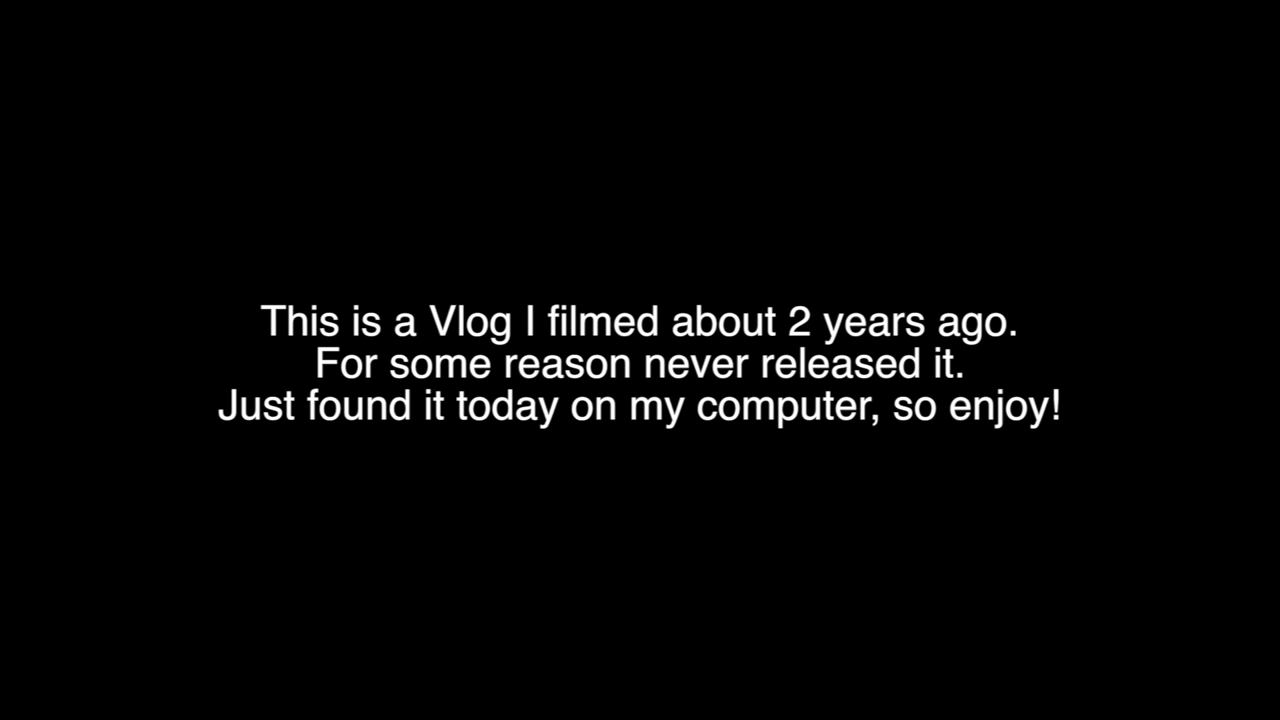 This is a Vlog I filmed about 2 years ago.
For some reason never released it.
Just found it today on my computer, so enjoy!